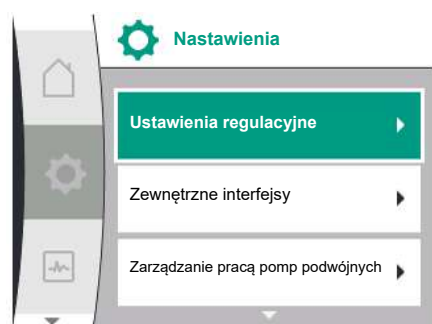 Nastawienia
Ustawienia regulacyjne
Zewnętrzne interfejsy
Zarządzanie pracą pomp podwójnych